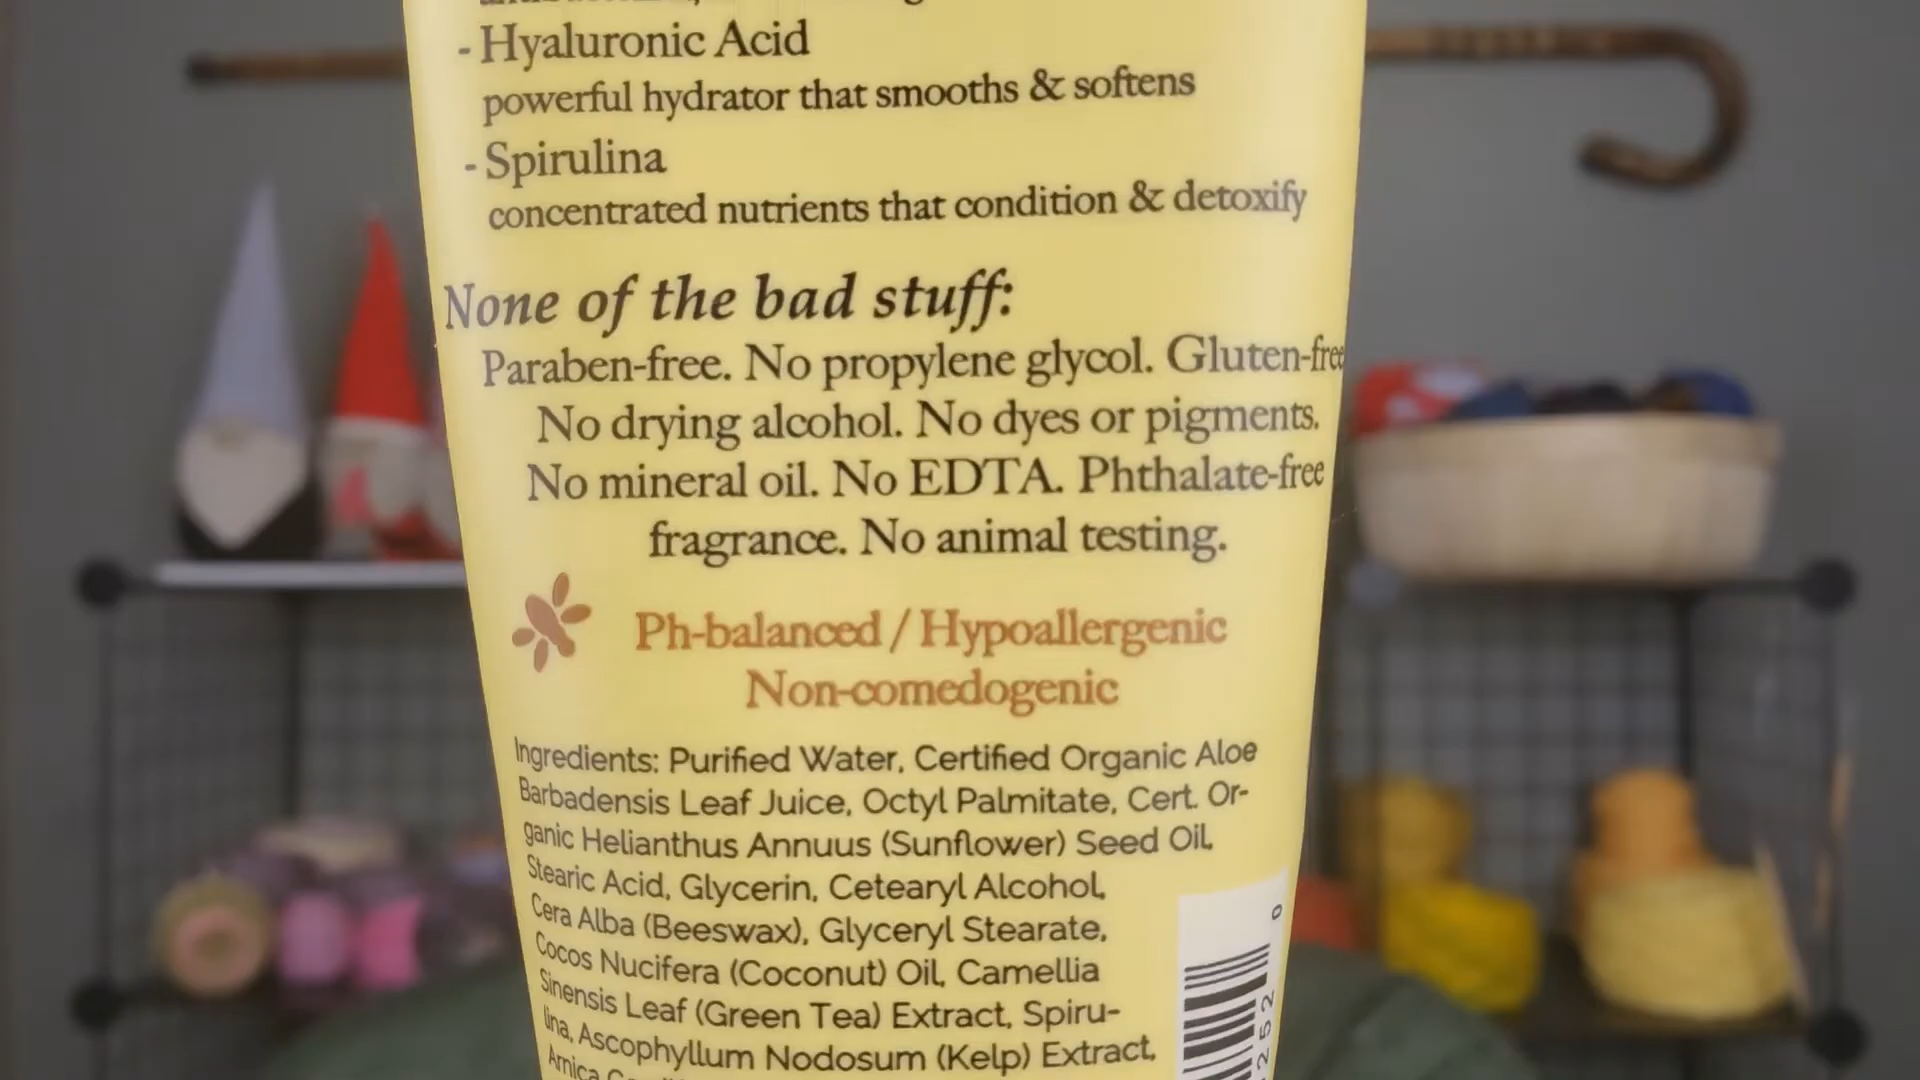 - Hyaluronic Acid
powerful hydrator that smooths & softens
- Spirulina
concentrated nutrients that condition & detoxify
None of the bad stuff:
Paraben-free. No propylene glycol. Gluten-free
No drying alcohol. No dyes or pigments.
No mineral oil. No EDTA. Phthalate-free
fragrance. No animal testing.
Ph-balanced / Hypoallergenic
Non-comedogenic
Ingredients: Purified Water, Certified Organic Aloe
Barbadensis Leaf Juice, Octyl Palmitate, Cert. Or-
ganic Helianthus Annuus (Sunflower) Seed Oil,
Stearic Acid, Glycerin, Cetearyl Alcohol,
Cera Alba (Beeswax), Glyceryl Stearate,
Cocos Nucifera (Coconut) Oil, Camellia
Sinensis Leaf (Green Tea) Extract, Spiru-
lina, Ascophyllum Nodosum (Kelp) Extract,
Arnica
0
252